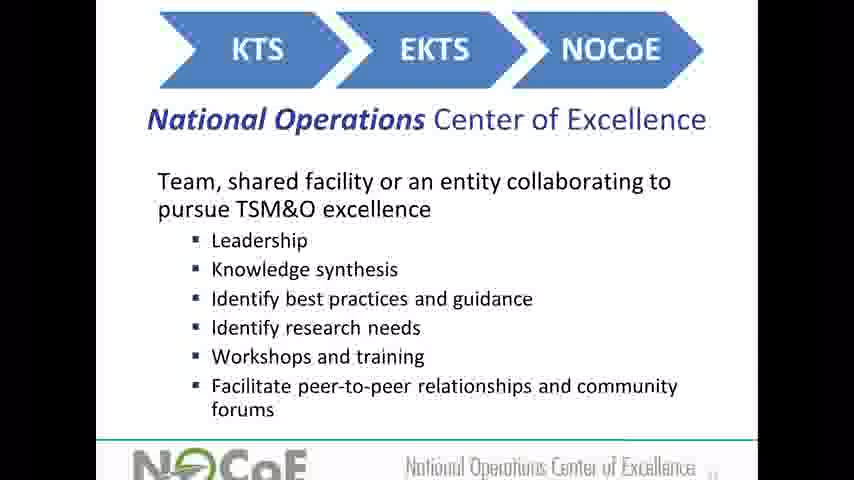 KTS EKTS NOCoE
National Operations Center of Excellence
Team, shared facility or an entity collaborating to
pursue TSM&O excellence
▪ Leadership
▪ Knowledge synthesis
▪ Identify best practices and guidance
▪ Identify research needs
▪ Workshops and training
▪ Facilitate peer-to-peer relationships and community
forums
NOCoE National Operations Center of Excellence